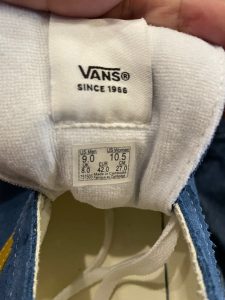 VANS®
SINCE 1966
US-Men US-Women
9.0 10.5
UK EUR CM
8.0 42.0 27.0